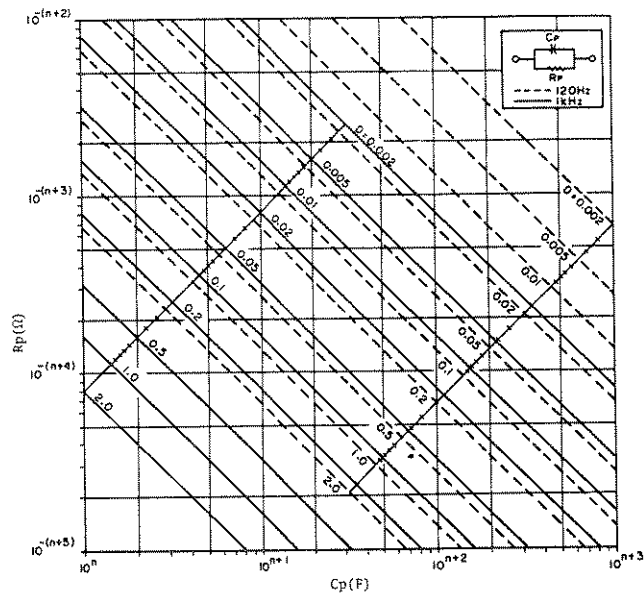 10^-(n+2)
10^-(n+3)
10^-(n+4)
10^-(n+5)
Rp(Ω)
Cp
Rp
120Hz
1kHz
D=0.002
0.005
0.01
0.02
0.05
0.1
0.2
0.5
1.0
2.0
D=0.002
0.005
0.01
0.02
0.05
0.1
0.2
0.5
1.0
2.0
10^n
10^n+1
10^n+2
10^n+3
Cp(F)